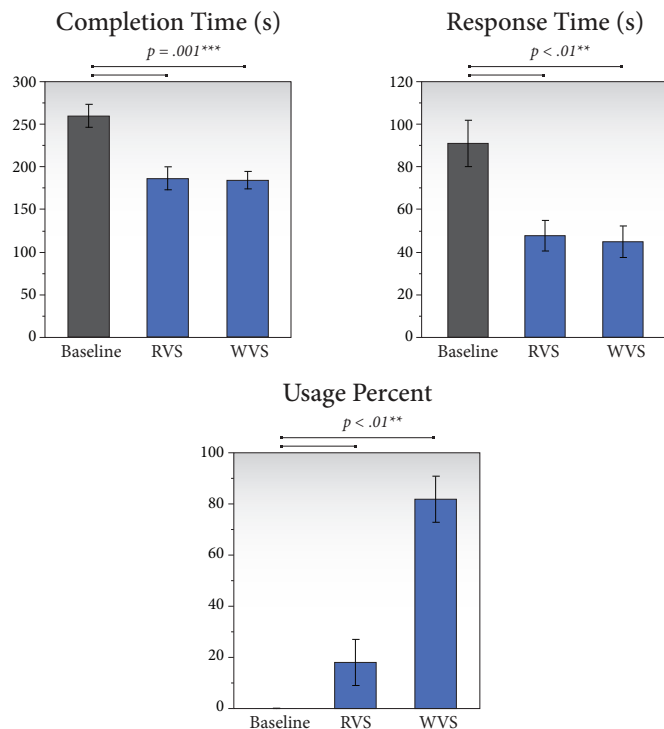 Completion Time (s)
p = .001***
300
250
200
150
100
50
0
Baseline RVS WVS
Response Time (s)
p < .01**
120
100
80
60
40
20
0
Baseline RVS WVS
Usage Percent
p < .01**
100
80
60
40
20
0
Baseline RVS WVS